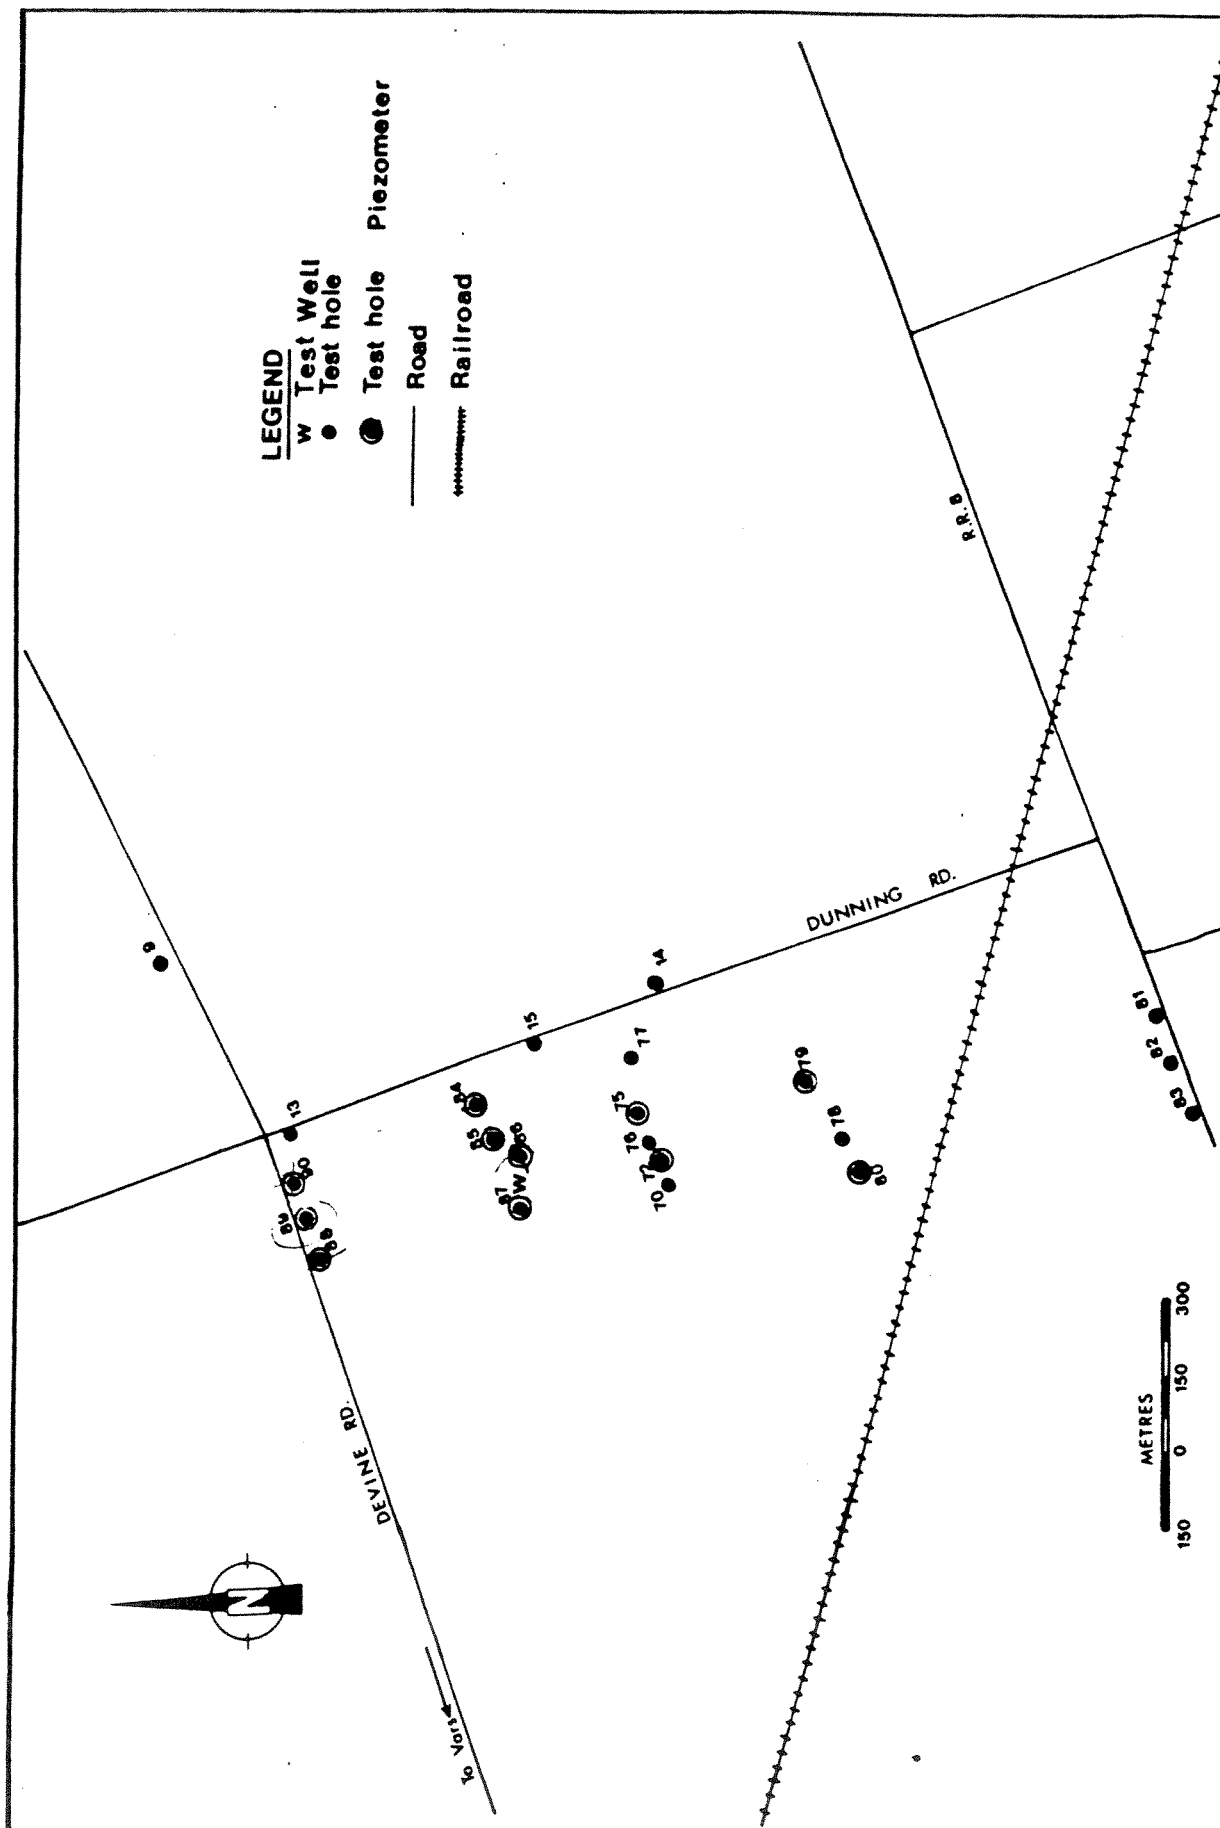 LEGEND
W Test Well
Test hole
Test hole Piezometer
Road
Railroad
9
13
90
89
88
84
85
86
87
W
15
14
77
75
76
72
70
79
78
80
81
82
83
DEVINE RD.
DUNNING RD.
R.R. 8
To Vars
N
METRES
150 0 150 300